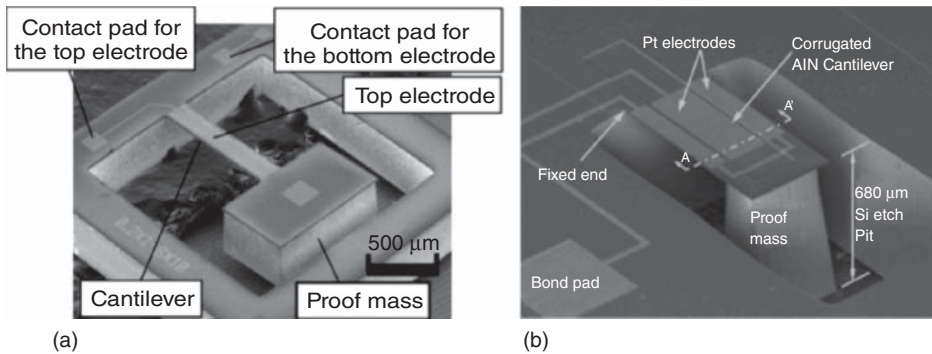 Contact pad for
the top electrode
Contact pad for
the bottom electrode
Top electrode
500 μm
Cantilever
Proof mass
(a)
Pt electrodes
Corrugated
AlN Cantilever
A'
A
Fixed end
680 μm
Si etch
Pit
Proof
mass
Bond pad
(b)